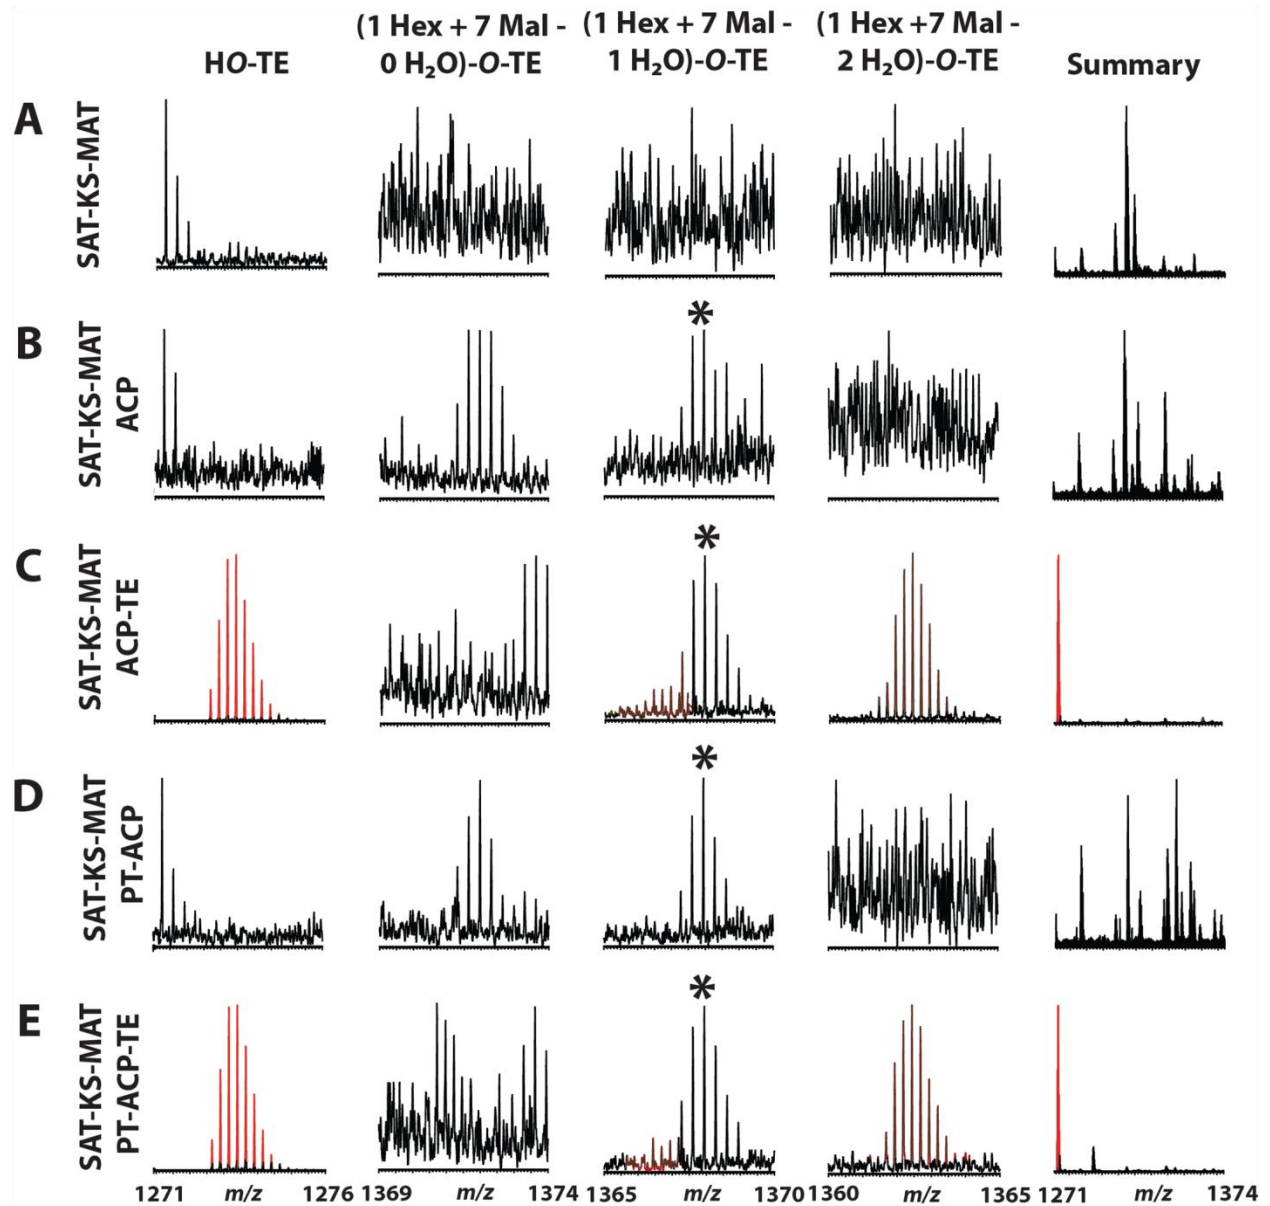 HO-TE
(1 Hex + 7 Mal -
0 H₂O)-O-TE
(1 Hex + 7 Mal -
1 H₂O)-O-TE
(1 Hex +7 Mal -
2 H₂O)-O-TE
Summary
A
SAT-KS-MAT
B
SAT-KS-MAT
ACP
*
C
SAT-KS-MAT
ACP-TE
*
D
SAT-KS-MAT
PT-ACP
*
E
SAT-KS-MAT
PT-ACP-TE
*
1271 m/z 1276
1369 m/z 1374
1365 m/z 1370
1360 m/z 1365
1271 m/z 1374